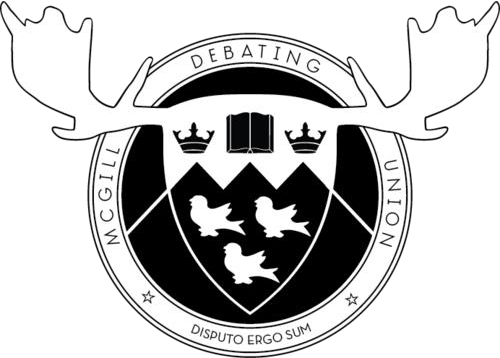 MCGILL DEBATING UNION
DISPUTO ERGO SUM